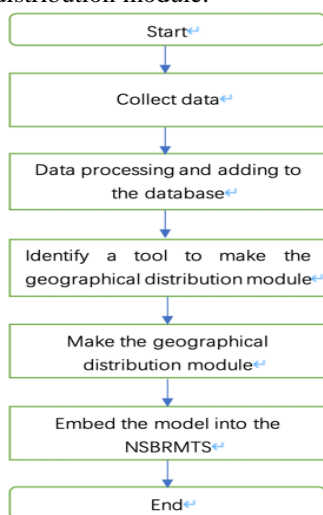 distribution module.
Start↵
Collect data↵
Data processing and adding to
the database↵
Identify a tool to make the
geographical distribution module↵
Make the geographical
distribution module↵
Embed the model into the
NSBRMTS↵
End↵